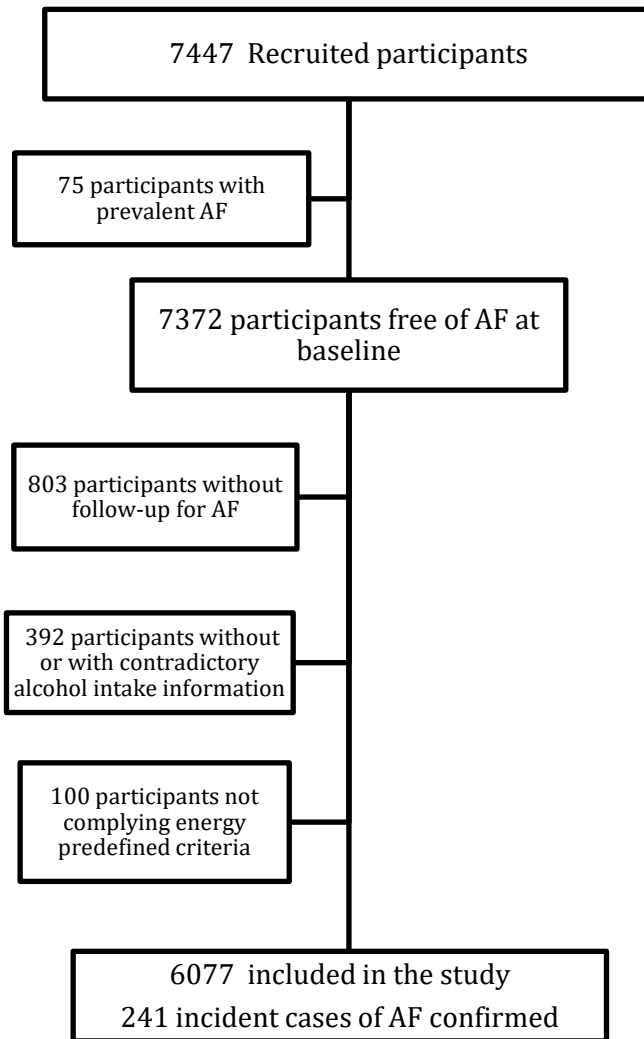 7447 Recruited participants
75 participants with
prevalent AF
7372 participants free of AF at
baseline
803 participants without
follow-up for AF
392 participants without
or with contradictory
alcohol intake information
100 participants not
complying energy
predefined criteria
6077 included in the study
241 incident cases of AF confirmed